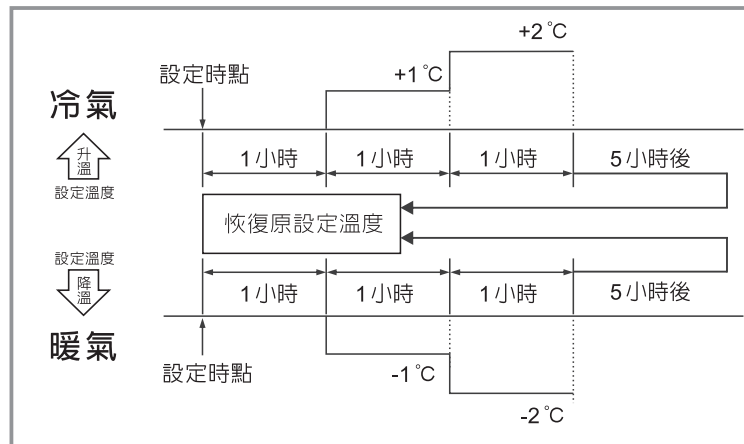 +2℃
+1℃
設定時點
冷氣
升溫
設定溫度
1小時 1小時 1小時 5小時後
恢復原設定溫度
設定溫度
降溫
暖氣
1小時 1小時 1小時 5小時後
設定時點
-1℃
-2℃